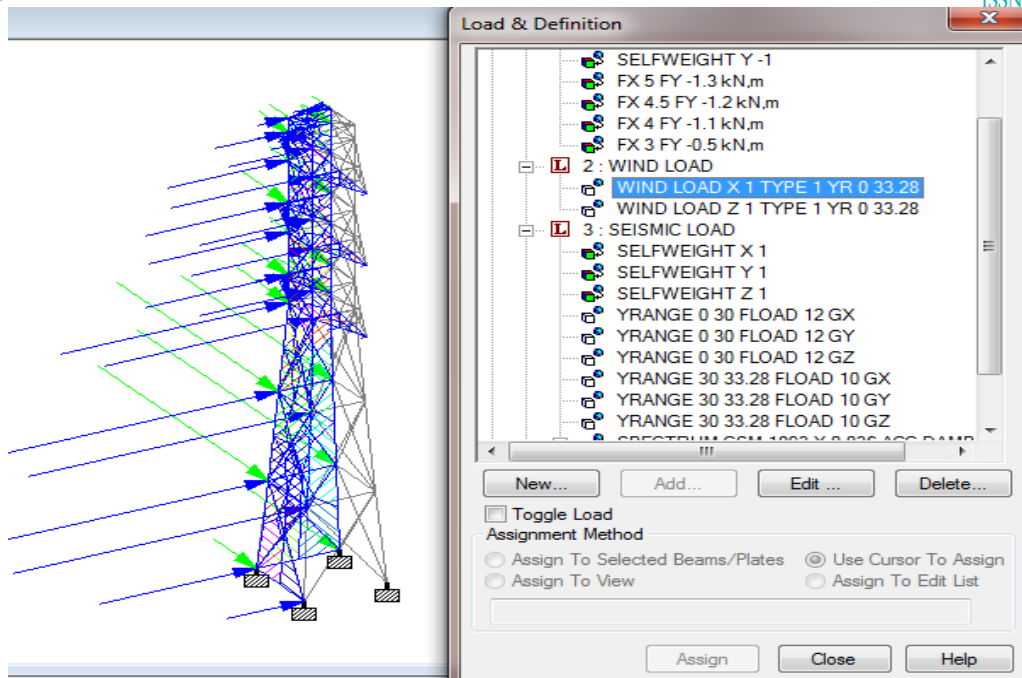 ISSN
Load & Definition
SELFWEIGHT Y -1
FX 5 FY -1.3 kN,m
FX 4.5 FY -1.2 kN,m
FX 4 FY -1.1 kN,m
FX 3 FY -0.5 kN,m
L 2 : WIND LOAD
WIND LOAD X 1 TYPE 1 YR 0 33.28
WIND LOAD Z 1 TYPE 1 YR 0 33.28
L 3 : SEISMIC LOAD
SELFWEIGHT X 1
SELFWEIGHT Y 1
SELFWEIGHT Z 1
YRANGE 0 30 FLOAD 12 GX
YRANGE 0 30 FLOAD 12 GY
YRANGE 0 30 FLOAD 12 GZ
YRANGE 30 33.28 FLOAD 10 GX
YRANGE 30 33.28 FLOAD 10 GY
YRANGE 30 33.28 FLOAD 10 GZ
New... Add... Edit ... Delete...
Toggle Load
Assignment Method
Assign To Selected Beams/Plates Use Cursor To Assign
Assign To View Assign To Edit List
Assign Close Help